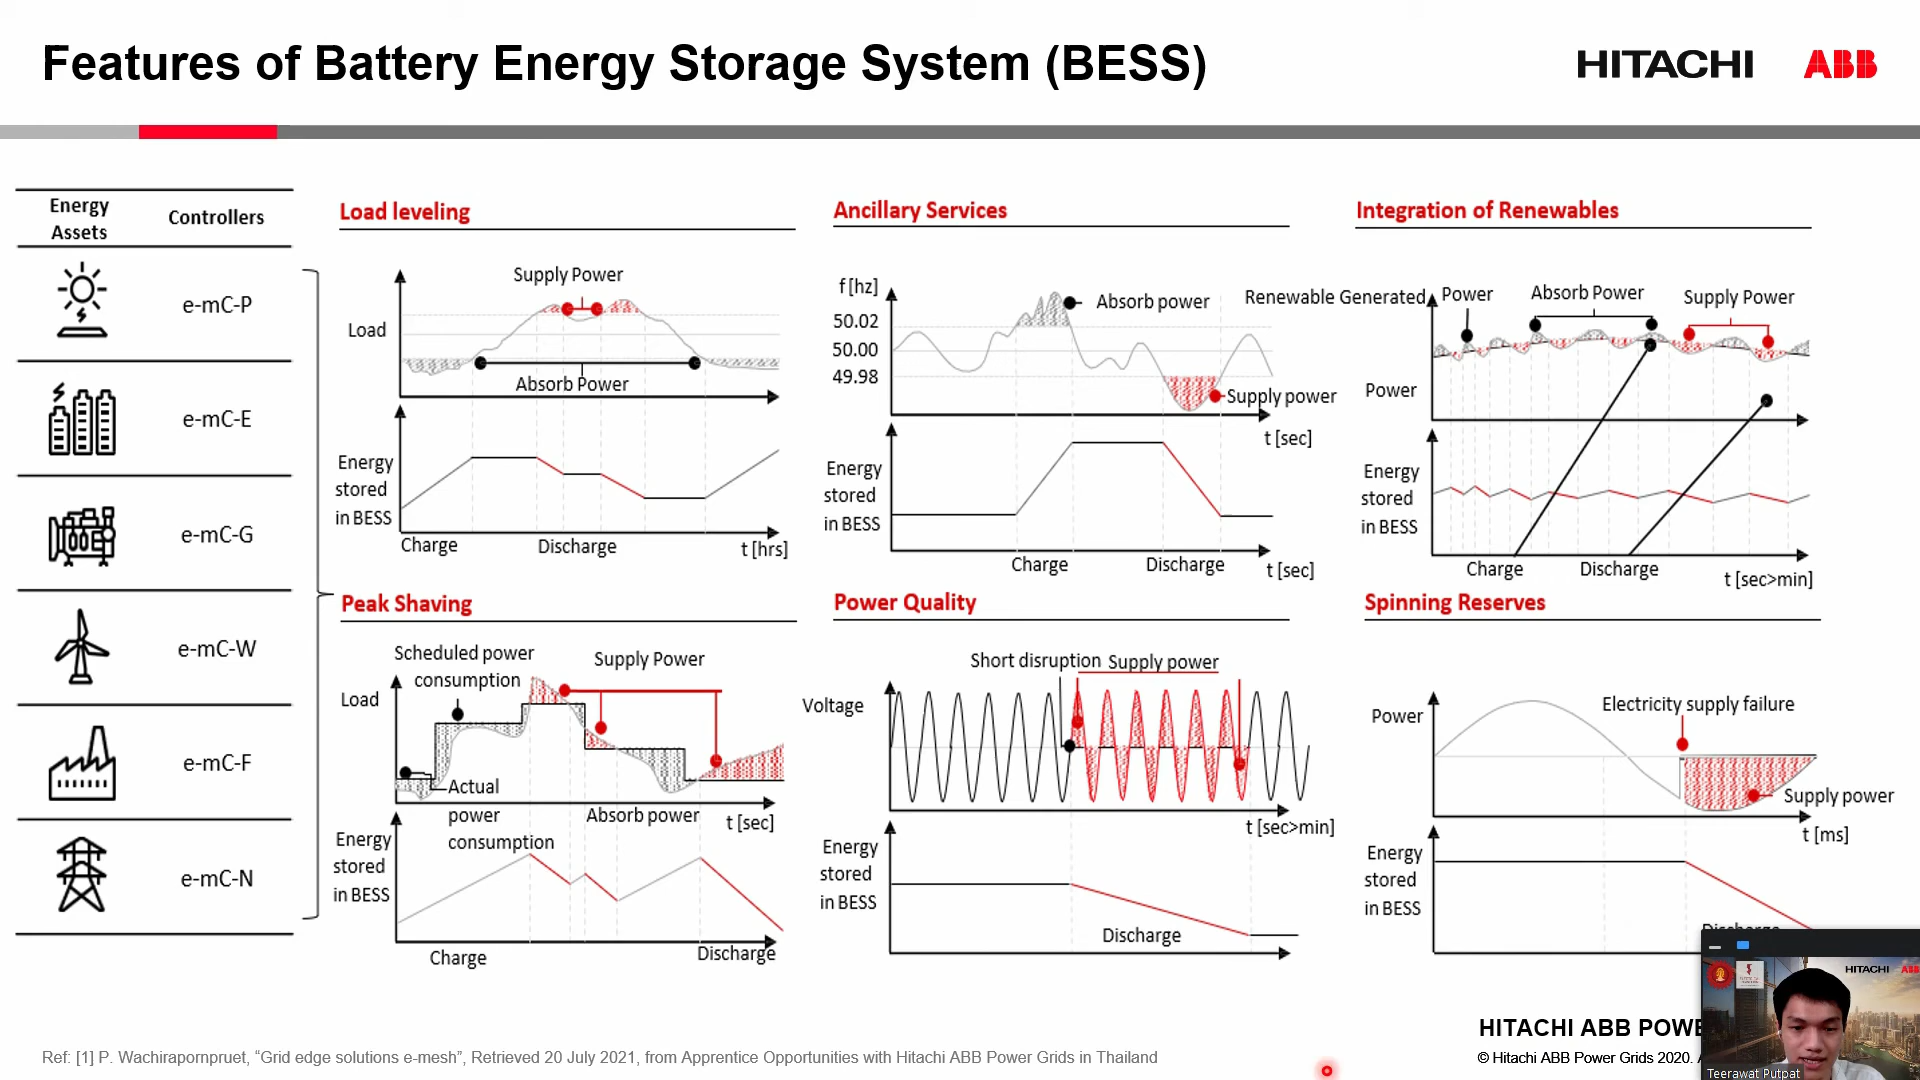 Features of Battery Energy Storage System (BESS)
HITACHI ABB
Energy
Assets
Controllers
e-mC-P
e-mC-E
e-mC-G
e-mC-W
e-mC-F
e-mC-N
Load leveling
Supply Power
Load
Absorb Power
Energy
stored
in BESS
Charge
Discharge
t [hrs]
Ancillary Services
f [hz]
50.02
50.00
49.98
Absorb power
Supply power
t [sec]
Energy
stored
in BESS
Charge
Discharge
t [sec]
Integration of Renewables
Renewable Generated Power
Absorb Power
Supply Power
Power
Energy
stored
in BESS
Charge
Discharge
t [sec>min]
Peak Shaving
Scheduled power
consumption
Supply Power
Load
Actual
power
consumption
Absorb power
t [sec]
Energy
stored
in BESS
Charge
Discharge
Power Quality
Short disruption
Supply power
Voltage
t [sec>min]
Energy
stored
in BESS
Discharge
Spinning Reserves
Power
Electricity supply failure
Supply power
t [ms]
Energy
stored
in BESS
Discharge
HITACHI ABB
HITACHI ABB POWE
© Hitachi ABB Power Grids 2020.
Teerawat Putpat
Ref: [1] P. Wachirapornpruet, “Grid edge solutions e-mesh”, Retrieved 20 July 2021, from Apprentice Opportunities with Hitachi ABB Power Grids in Thailand